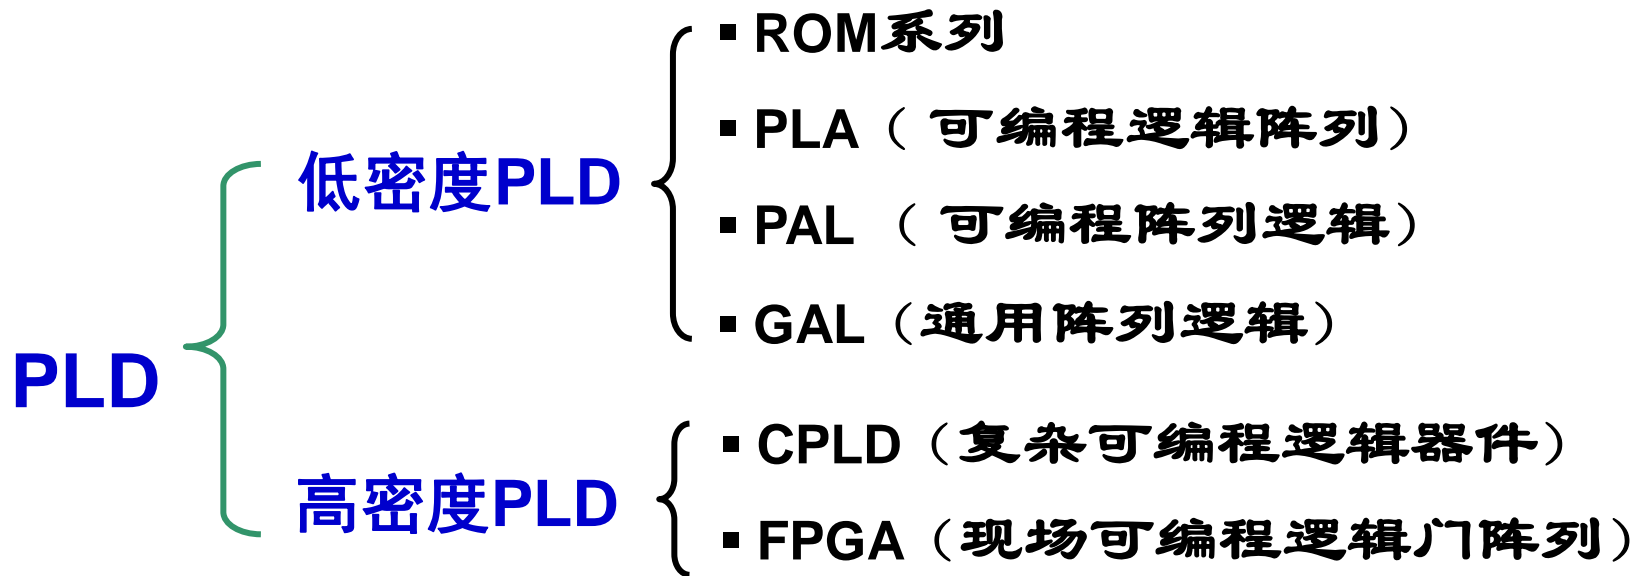 PLD
低密度PLD
▪ ROM系列
▪ PLA（可编程逻辑阵列）
▪ PAL （可编程阵列逻辑）
▪ GAL（通用阵列逻辑）
高密度PLD
▪ CPLD（复杂可编程逻辑器件）
▪ FPGA（现场可编程逻辑门阵列）